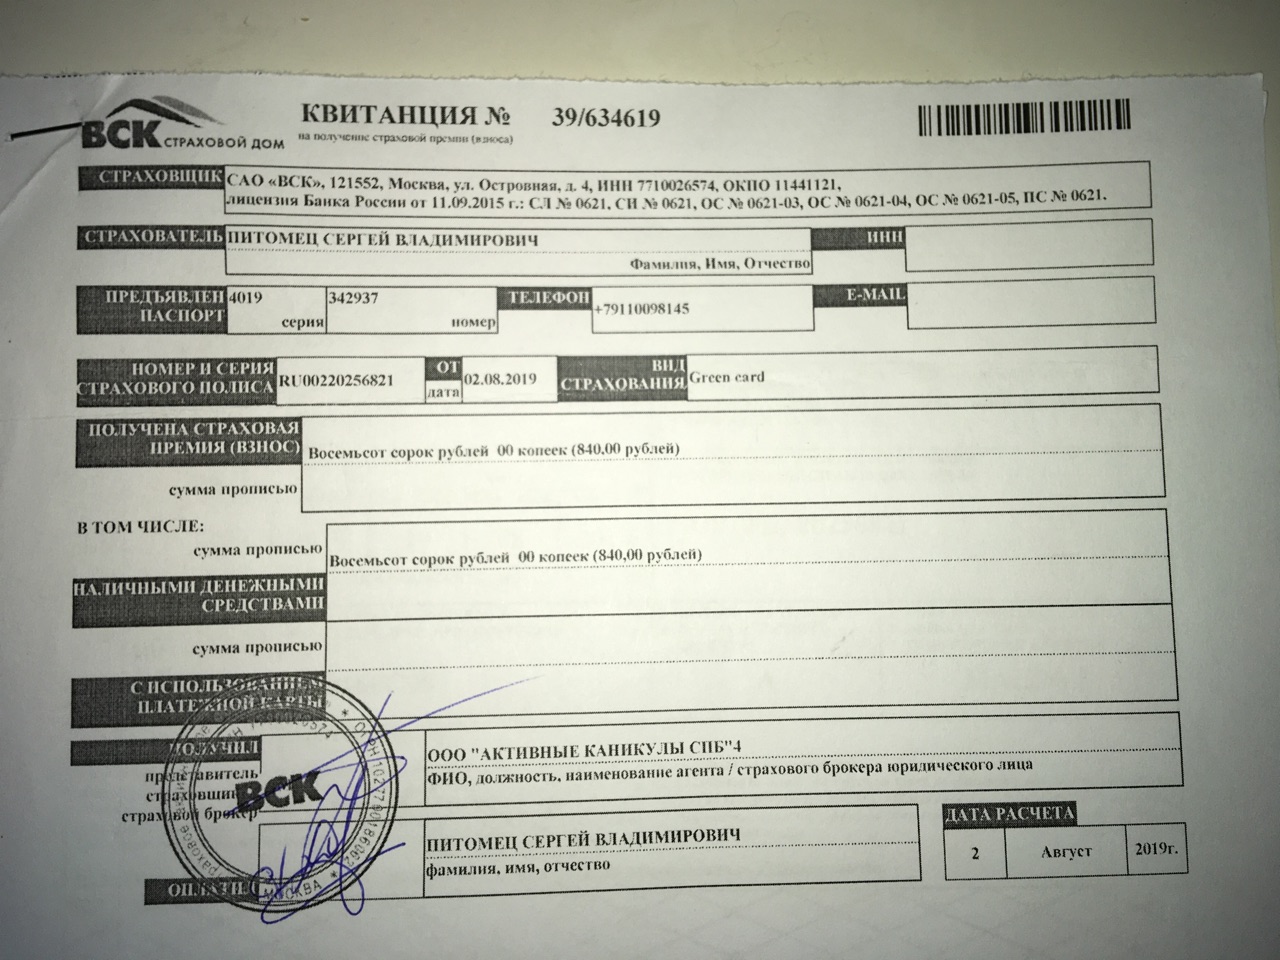 ВСК СТРАХОВОЙ ДОМ
КВИТАНЦИЯ № 39/634619
на получение страховой премии (взноса)
СТРАХОВЩИК
САО «ВСК», 121552, Москва, ул. Островная, д. 4, ИНН 7710026574, ОКПО 11441121,
лицензия Банка России от 11.09.2015 г.: СЛ № 0621, СИ № 0621, ОС № 0621-03, ОС № 0621-04, ОС № 0621-05, ПС № 0621.
СТРАХОВАТЕЛЬ ПИТОМЕЦ СЕРГЕЙ ВЛАДИМИРОВИЧ ИНН
Фамилия, Имя, Отчество
ПРЕДЪЯВЛЕН 4019 342937 ТЕЛЕФОН +79110098145 E-MAIL
ПАСПОРТ серия номер
НОМЕР И СЕРИЯ
СТРАХОВОГО ПОЛИСА RU00220256821
ОТ
дата
02.08.2019
ВИД
СТРАХОВАНИЯ Green card
ПОЛУЧЕНА СТРАХОВАЯ
ПРЕМИЯ (ВЗНОС) Восемьсот сорок рублей 00 копеек (840,00 рублей)
сумма прописью
В ТОМ ЧИСЛЕ:
сумма прописью Восемьсот сорок рублей 00 копеек (840,00 рублей)
НАЛИЧНЫМИ ДЕНЕЖНЫМИ
СРЕДСТВАМИ
сумма прописью
С ИСПОЛЬЗОВАНИЕМ
ПЛАТЕЖНОЙ КАРТЫ
ПОЛУЧИЛ
представитель
страховщика
страховой брокер
ООО "АКТИВНЫЕ КАНИКУЛЫ СПБ"4
ФИО, должность, наименование агента / страхового брокера юридического лица
ВСК
МОСКВА
ОПЛАТИЛ
ПИТОМЕЦ СЕРГЕЙ ВЛАДИМИРОВИЧ
фамилия, имя, отчество
ДАТА РАСЧЕТА
2 Август 2019г.